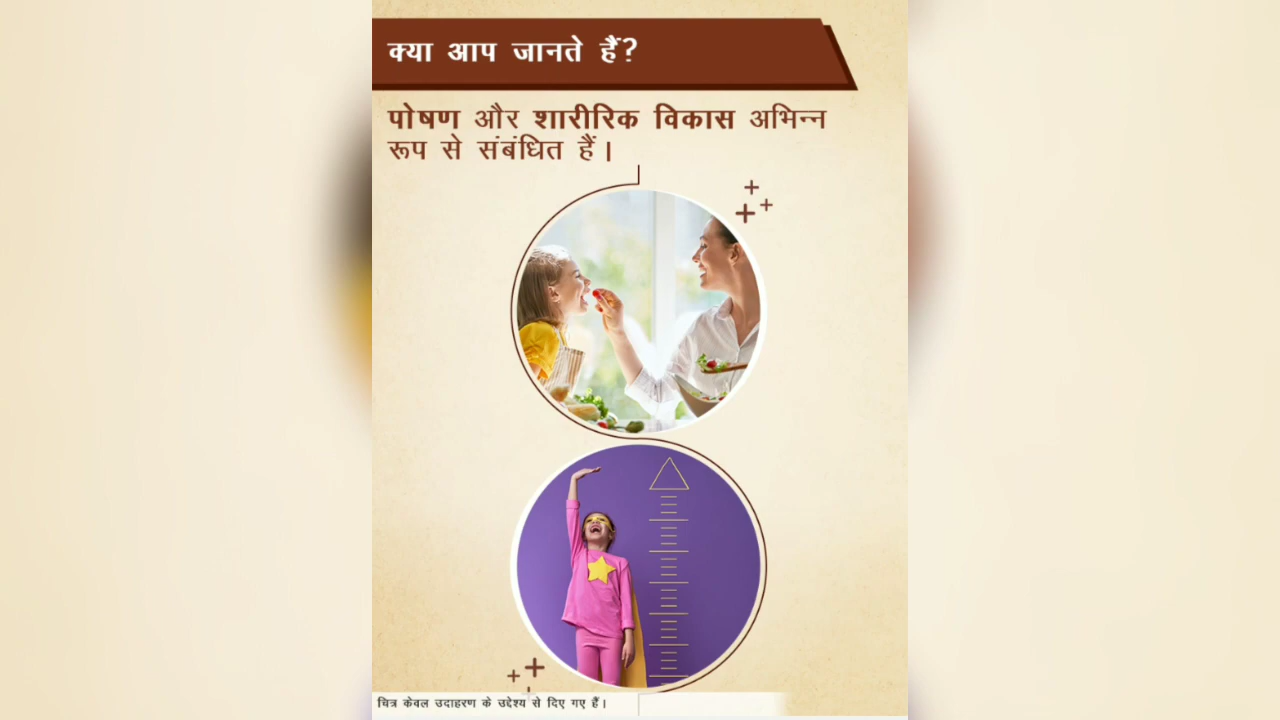 क्या आप जानते हैं?
पोषण और शारीरिक विकास अभिन्न
रूप से संबंधित हैं।
चित्र केवल उदाहरण के उद्देश्य से दिए गए हैं।